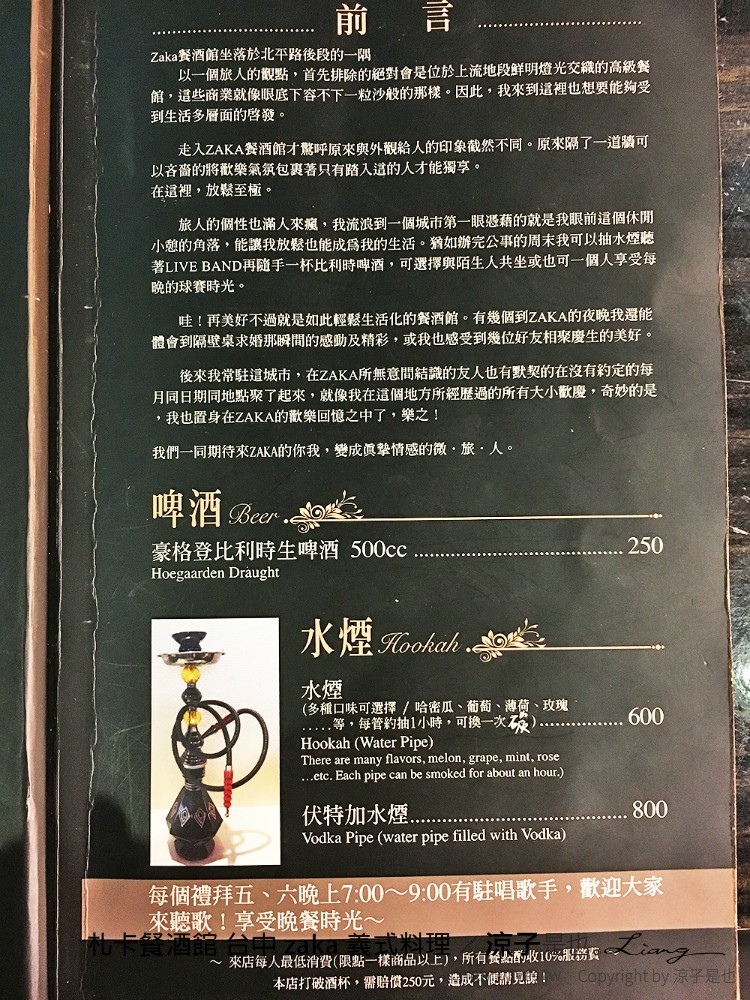 前 言
Zaka餐酒館坐落於北平路後段的一隅
以一個旅人的觀點，首先排除的絕對會是位於上流地段鮮明燈光交織的高級餐
館，這些商業就像眼底下容不下一粒沙般的那樣。因此，我來到這裡也想要能夠受
到生活多層面的啓發。
走入ZAKA餐酒館才驚呼原來與外觀給人的印象截然不同。原來隔了一道牆可
以吝嗇的將歡樂氣氛包裹著只有踏入這的人才能獨享。
在這裡，放鬆至極。
旅人的個性也滿人來瘋，我流浪到一個城市第一眼憑藉的就是我眼前這個休閒
小憩的角落，能讓我放鬆也能成為我的生活。猶如辦完公事的周末我可以抽水煙聽
著LIVE BAND再隨手一杯比利時啤酒，可選擇與陌生人共坐或也可一個人享受每
晚的球賽時光。
哇！再美好不過就是如此輕鬆生活化的餐酒館。有幾個到ZAKA的夜晚我還能
體會到隔壁桌求婚那瞬間的感動及精彩，或我也感受到幾位好友相聚慶生的美好。
後來我常駐這城市，在ZAKA所無意間結識的友人也有默契的在沒有約定的每
月同日期同地點聚了起來，就像我在這個地方所經歷過的所有大小歡慶，奇妙的是
，我也置身在ZAKA的歡樂回憶之中了，樂之！
我們一同期待來ZAKA的你我，變成真摯情感的微．旅．人。
啤酒 Beer
豪格登比利時生啤酒 500cc ........................ 250
Hoegaarden Draught
水煙 Hookah
水煙
(多種口味可選擇 / 哈密瓜、葡萄、薄荷、玫瑰
.....等，每管約抽1小時，可換一次碳)................ 600
Hookah (Water Pipe)
There are many flavors, melon, grape, mint, rose
...etc. Each pipe can be smoked for about an hour.)
伏特加水煙........................................ 800
Vodka Pipe (water pipe filled with Vodka)
每個禮拜五、六晚上7:00～9:00有駐唱歌手，歡迎大家
來聽歌！享受晚餐時光～
札卡餐酒館 台中 zaka 義式料理 涼子是也 Liang
～ 來店每人最低消費(限點一樣商品以上)，所有餐點酌收10%服務費
Copyright by 涼子是也
本店打破酒杯，需賠償250元，造成不便請見諒！